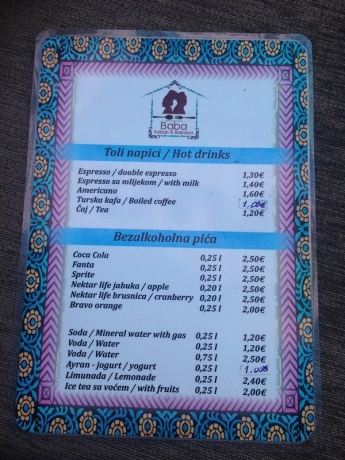 Baba
Kebab & Baklava
Topli napici / Hot drinks
Espresso / double espresso 1,30€
Espresso sa mlijekom / with milk 1,40€
Americano 1,60€
Turska kafa / Boiled coffee 1.00€
Čaj / Tea 1,20€
Bezalkoholna pića
Coca Cola 0,25 l 2,50€
Fanta 0,25 l 2,50€
Sprite 0,25 l 2,50€
Nektar life jabuka / apple 0,20 l 2,50€
Nektar life brusnica / cranberry 0,20 l 2,50€
Bravo orange 0,25 l 2,00€
Soda / Mineral water with gas 0,25 l 1,20€
Voda / Water 0,25 l 1,20€
Voda / Water 0,75 l 2,50€
Ayran - jogurt / yogurt 0,25 l 1.00€
Limunada / Lemonade 0,25 l 2,40€
Ice tea sa voćem / with fruits 0,25 l 2,00€